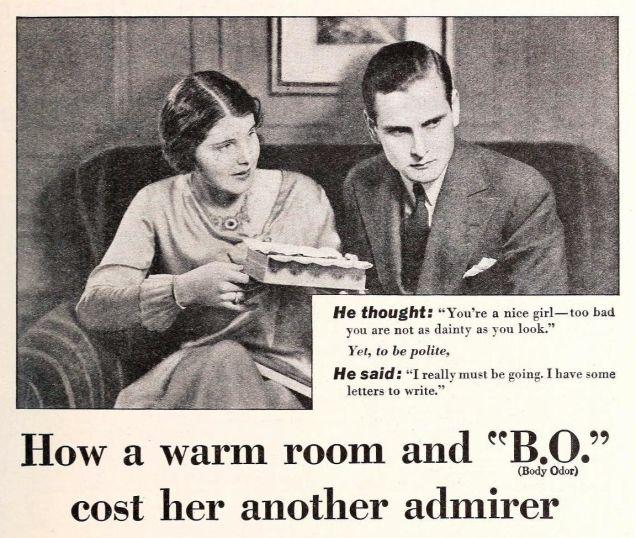 He thought: "You're a nice girl—too bad
you are not as dainty as you look."
Yet, to be polite,
He said: "I really must be going. I have some
letters to write."
How a warm room and "B.O."
(Body Odor)
cost her another admirer